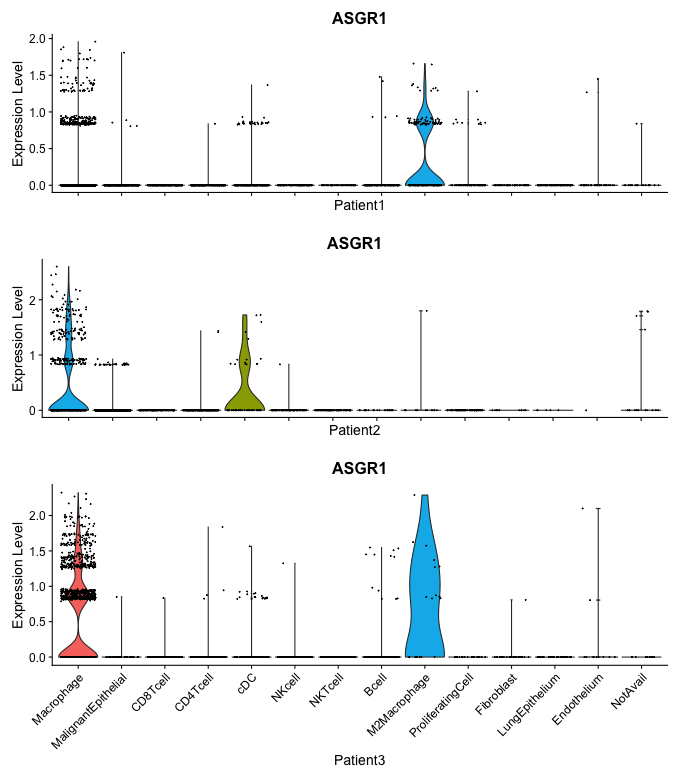 ASGR1
Expression Level
2.0
1.5
1.0
0.5
0.0
Patient1
ASGR1
Expression Level
2
1
0
Patient2
ASGR1
Expression Level
2.0
1.5
1.0
0.5
0.0
Macrophage
MalignantEpithelial
CD8Tcell
CD4Tcell
cDC
NKcell
NKTcell
Bcell
M2Macrophage
ProliferatingCell
Fibroblast
LungEpithelium
Endothelium
NotAvail
Patient3